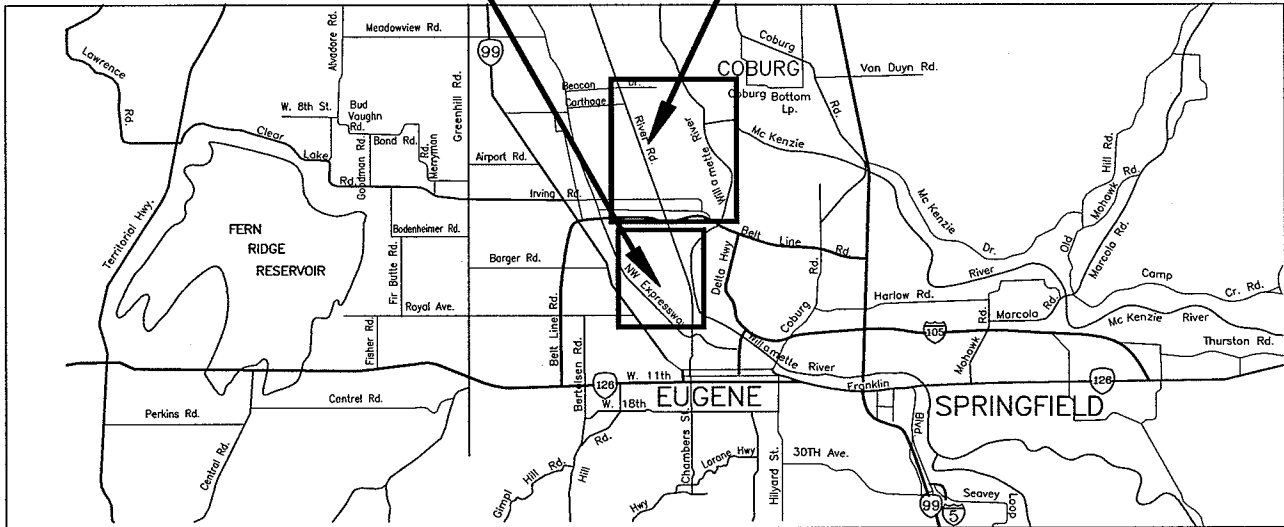 Lawrence
Rd.
Alvadore Rd.
Meadowview Rd.
99
Greenhill Rd.
W. 8th St.
Bud
Vaughn
Rd.
Bond Rd.
Goodman Rd.
Merryman
Rd.
Clear
Lake
Rd.
Airport Rd.
Beacon
Dr.
Carthage
River Rd.
Willamette River
Irving Rd.
COBURG
Coburg
Rd.
Van Duyn Rd.
Coburg Bottom
Lp.
Mc Kenzie
Mc Kenzie
River
Dr.
Old
Mohawk
Rd.
Hill Rd.
Marcola Rd.
Camp
Cr. Rd.
Mc Kenzie River
Thurston Rd.
Territorial Hwy.
FERN
RIDGE
RESERVOIR
Bodenheimer Rd.
Fir Butte Rd.
Royal Ave.
Fisher Rd.
Barger Rd.
Belt Line Rd.
Bertelsen Rd.
NW Expressway
Delta Hwy
Belt Line
Rd
Coburg
Rd.
Harlow Rd.
Marcola
Rd.
Mohawk
Rd.
105
Willamette River
126
W. 11th
EUGENE
W. 18th
Franklin
Blvd
SPRINGFIELD
126
Perkins Rd.
Central Rd.
Central Rd.
Gimpl Hill Rd.
Hill
Rd.
Chambers St.
Lorane Hwy
Hwy
Hilyard St.
30TH Ave.
99
5
Seavey
Loop